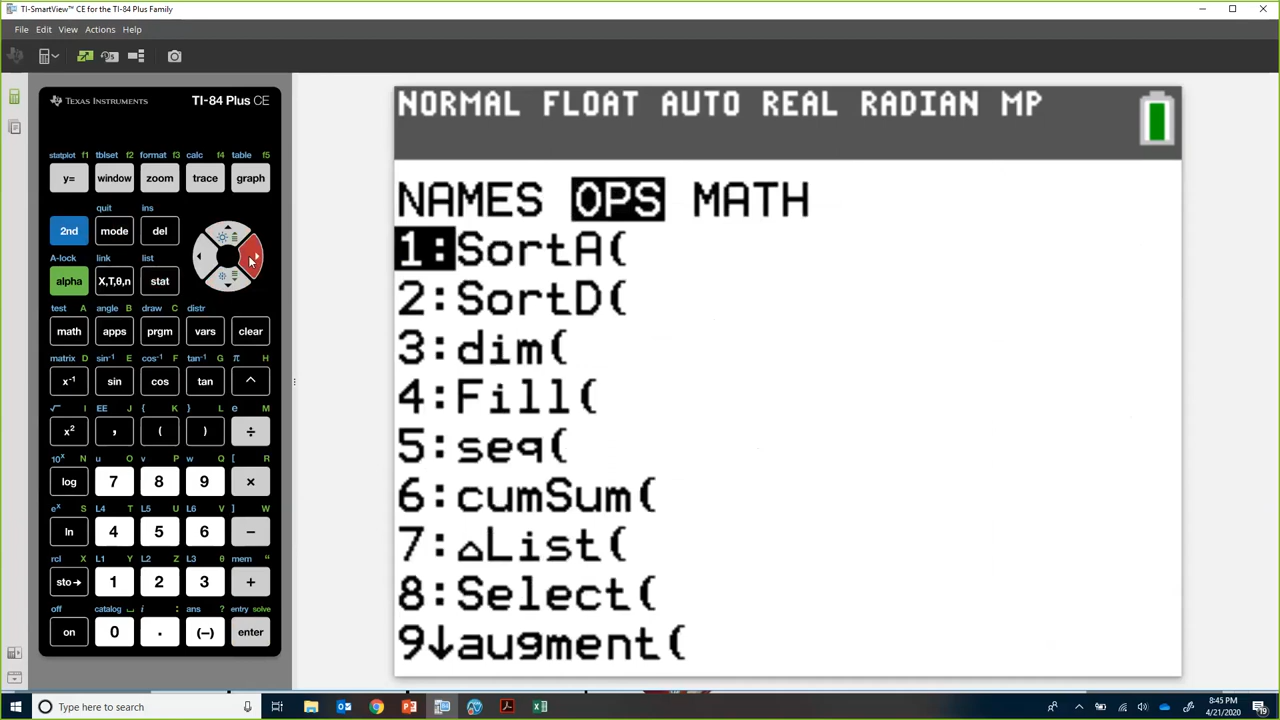 TI-SmartView™ CE for the TI-84 Plus Family
File Edit View Actions Help
TEXAS INSTRUMENTS TI-84 Plus CE
statplot f1 tblset f2 format f3 calc f4 table f5
y= window zoom trace graph
quit ins
2nd mode del
A-lock link list
alpha X,T,θ,n stat
test A angle B draw C distr
math apps prgm vars clear
matrix D sin-1 E cos-1 F tan-1 G π H
x-1 sin cos tan ^
√ I EE J { K } L e M
x² , ( ) ÷
10x N u O v P w Q [ R
log 7 8 9 ×
ex S L4 T L5 U L6 V ] W
ln 4 5 6 −
rcl X L1 Y L2 Z L3 θ mem "
sto→ 1 2 3 +
off catalog ⎵ i : ans ? entry solve
on 0 . (−) enter
NORMAL FLOAT AUTO REAL RADIAN MP
NAMES OPS MATH
1:SortA(
2:SortD(
3:dim(
4:Fill(
5:seq(
6:cumSum(
7:△List(
8:Select(
9↓augment(
Type here to search
8:45 PM
4/21/2020
19